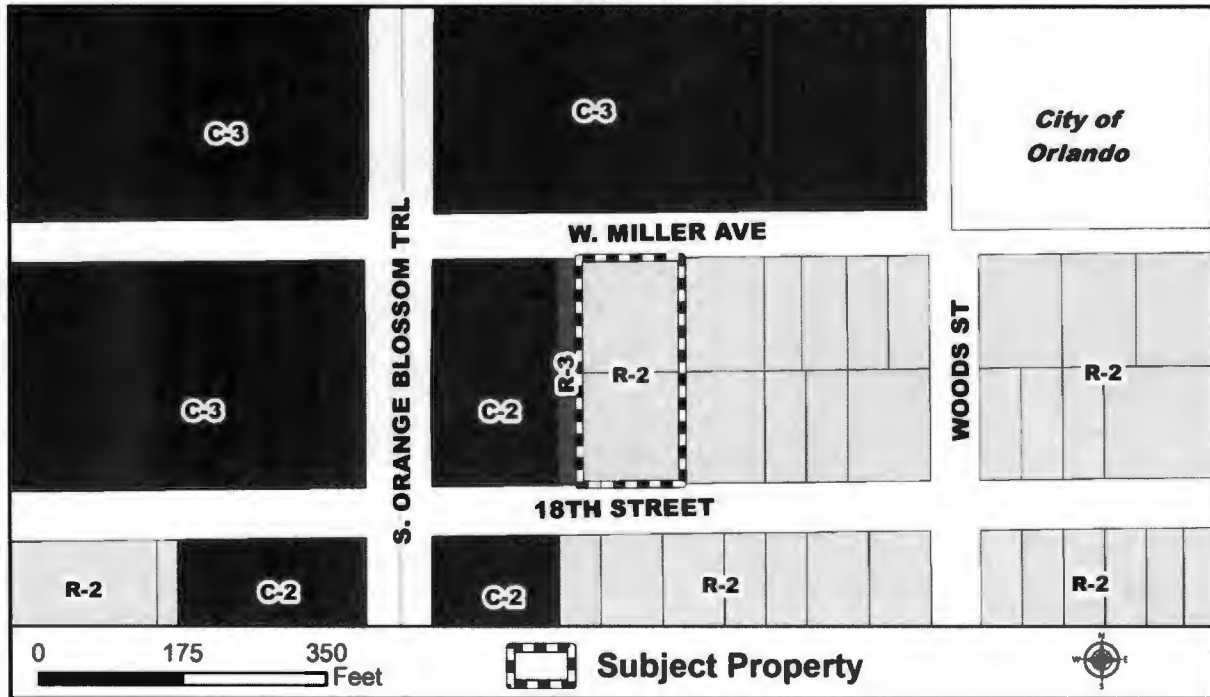 C-3
C-3
City of
Orlando
S. ORANGE BLOSSOM TRL
W. MILLER AVE
C-3
C-2
R-3
R-2
WOODS ST
R-2
18TH STREET
R-2
C-2
C-2
R-2
R-2
0 175 350
Feet
Subject Property
N
W E
S